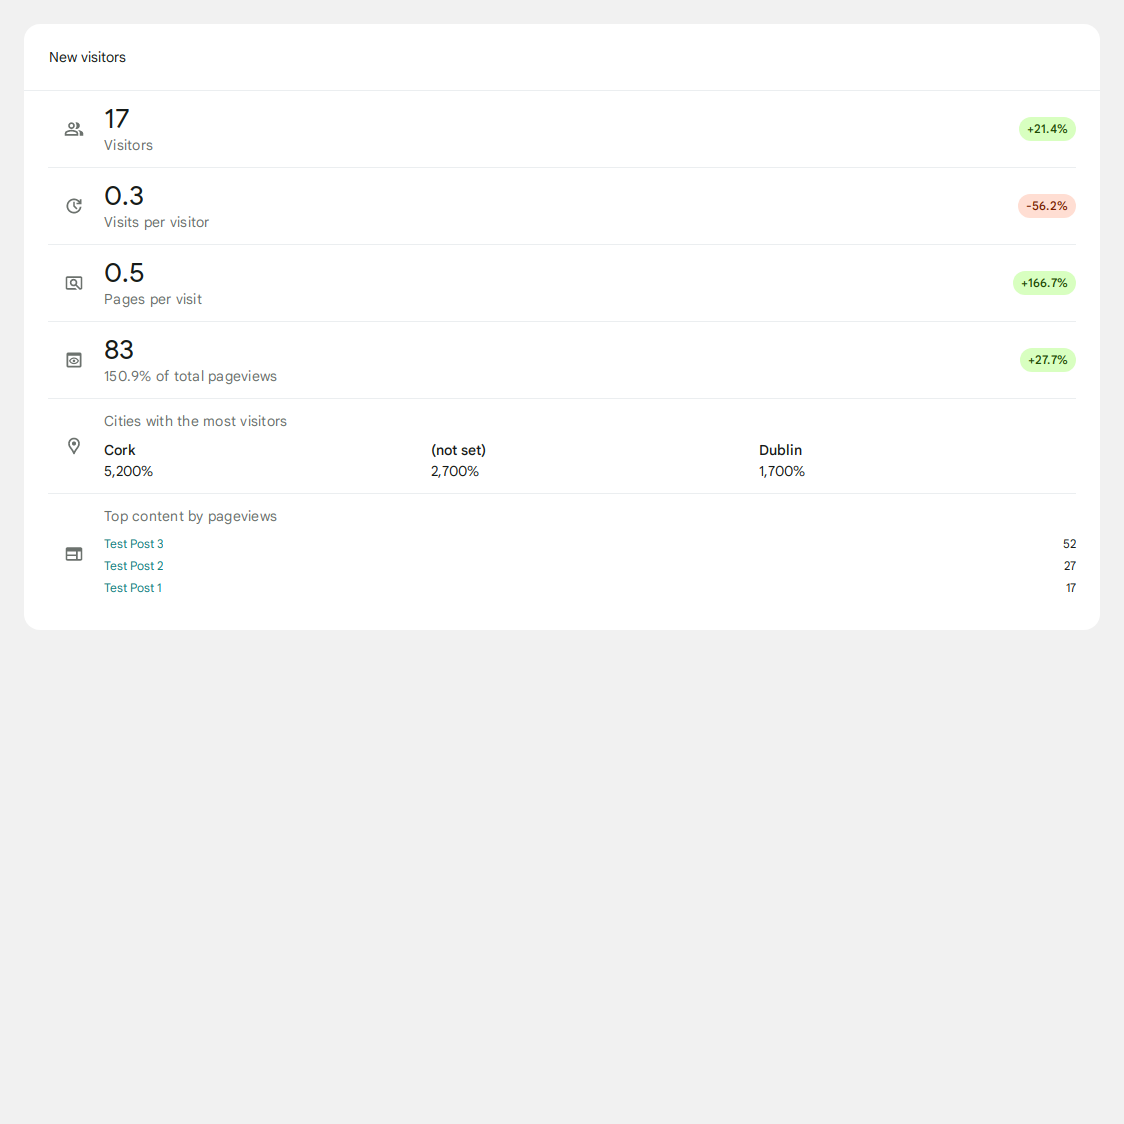 New visitors
17
Visitors
+21.4%
0.3
Visits per visitor
-56.2%
0.5
Pages per visit
+166.7%
83
150.9% of total pageviews
+27.7%
Cities with the most visitors
Cork (not set) Dublin
5,200% 2,700% 1,700%
Top content by pageviews
Test Post 3 52
Test Post 2 27
Test Post 1 17